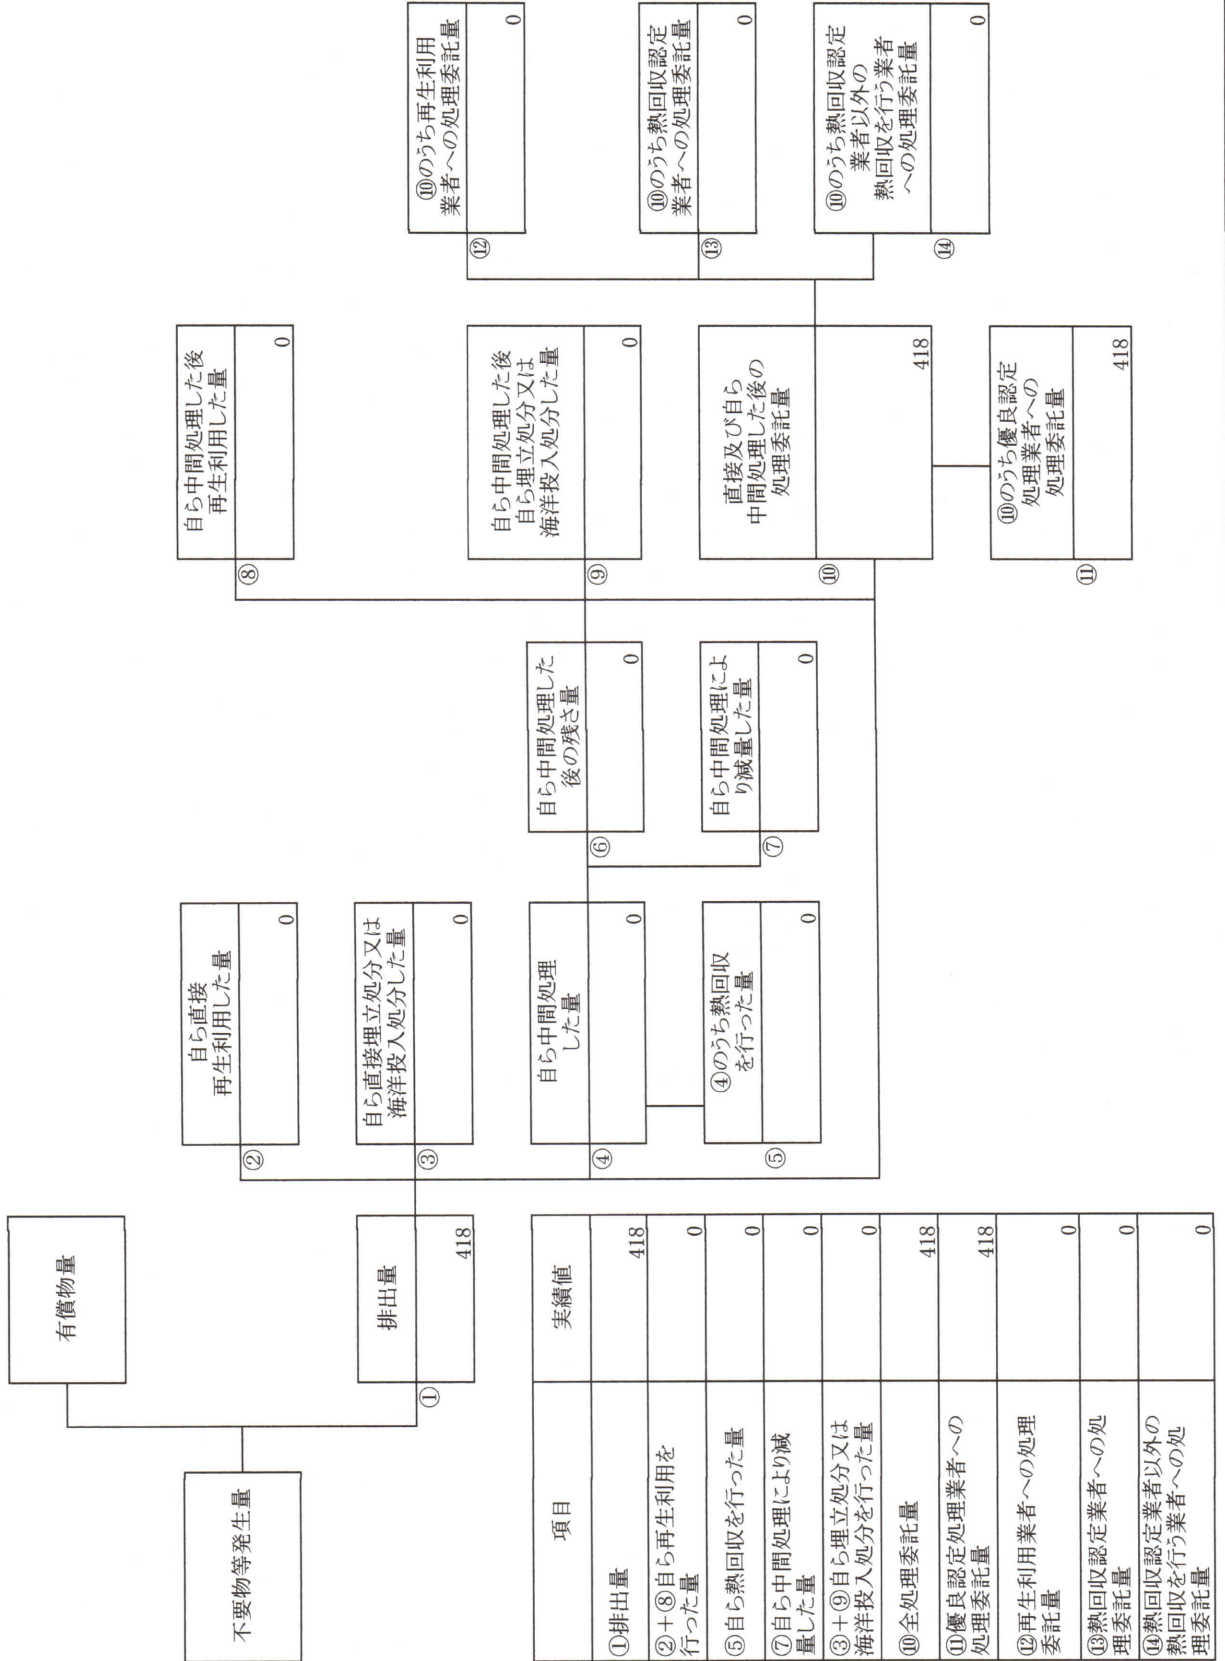 不要物等発生量
有償物量
排出量
①
418
自ら直接
再生利用した量
②
0
自ら直接埋立処分又は
海洋投入処分した量
③
0
自ら中間処理
した量
④
0
④のうち熱回収
を行った量
⑤
0
自ら中間処理した
後の残さ量
⑥
0
自ら中間処理によ
り減量した量
⑦
0
自ら中間処理した後
再生利用した量
⑧
0
自ら中間処理した後
自ら埋立処分又は
海洋投入処分した量
⑨
0
直接及び自ら
中間処理した後の
処理委託量
⑩
418
⑩のうち優良認定
処理業者への
処理委託量
⑪
418
⑩のうち再生利用
業者への処理委託量
⑫
0
⑩のうち熱回収認定
業者への処理委託量
⑬
0
⑩のうち熱回収認定
業者以外の
熱回収を行う業者
への処理委託量
⑭
0
項目
実績値
①排出量
418
②+⑧自ら再生利用を
行った量
0
⑤自ら熱回収を行った量
0
⑦自ら中間処理により減
量した量
0
③+⑨自ら埋立処分又は
海洋投入処分を行った量
0
⑩全処理委託量
418
⑪優良認定処理業者への
処理委託量
418
⑫再生利用業者への処理
委託量
0
⑬熱回収認定業者への処
理委託量
0
⑭熱回収認定業者以外の
熱回収を行う業者への処
理委託量
0